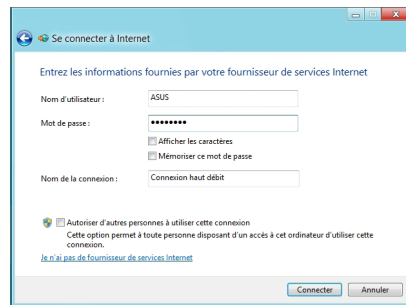 Se connecter à Internet
Entrez les informations fournies par votre fournisseur de services Internet
Nom d'utilisateur :
ASUS
Mot de passe :
••••••••
Afficher les caractères
Mémoriser ce mot de passe
Nom de la connexion :
Connexion haut débit
Autoriser d'autres personnes à utiliser cette connexion
Cette option permet à toute personne disposant d'un accès à cet ordinateur d'utiliser cette
connexion.
Je n'ai pas de fournisseur de services Internet
Connecter Annuler